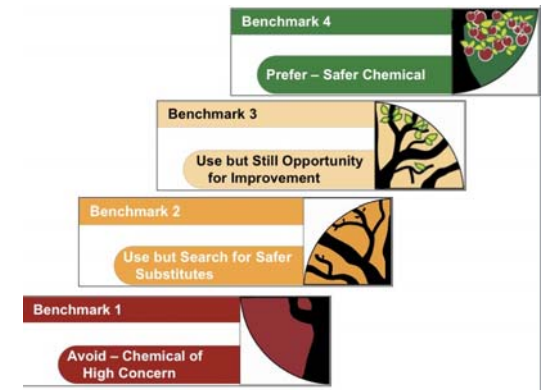 Benchmark 4
Prefer – Safer Chemical
Benchmark 3
Use but Still Opportunity
for Improvement
Benchmark 2
Use but Search for Safer
Substitutes
Benchmark 1
Avoid – Chemical of
High Concern